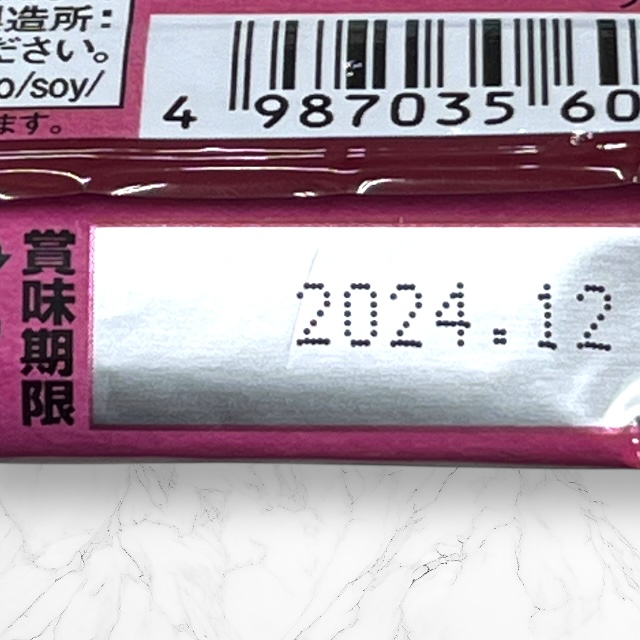 製造所：
ださい。
o/soy/
ます。
4 987035 60
賞味期限
2024.12